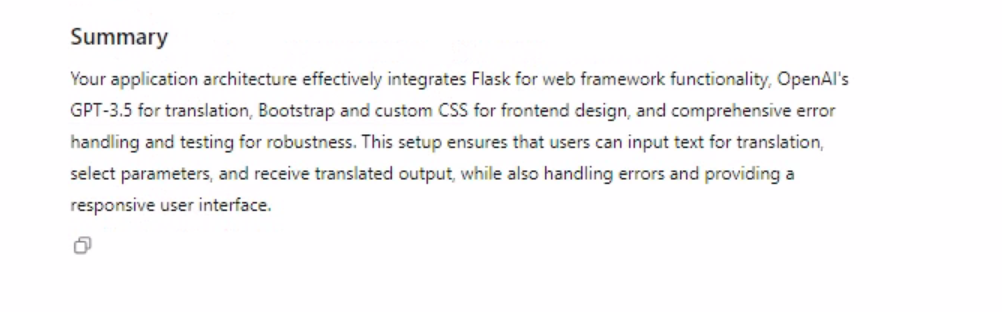 Summary
Your application architecture effectively integrates Flask for web framework functionality, OpenAI's
GPT-3.5 for translation, Bootstrap and custom CSS for frontend design, and comprehensive error
handling and testing for robustness. This setup ensures that users can input text for translation,
select parameters, and receive translated output, while also handling errors and providing a
responsive user interface.